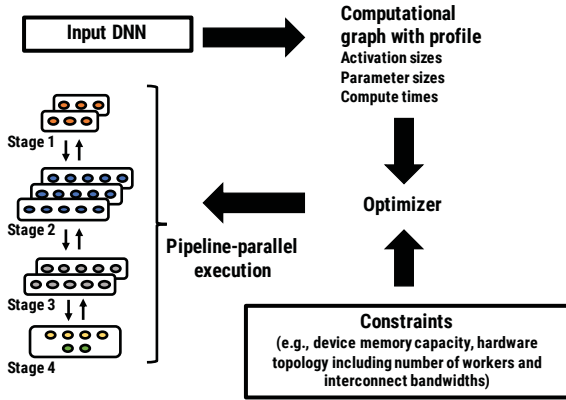 Input DNN
Computational
graph with profile
Activation sizes
Parameter sizes
Compute times
Stage 1
Stage 2
Stage 3
Stage 4
Pipeline-parallel
execution
Optimizer
Constraints
(e.g., device memory capacity, hardware
topology including number of workers and
interconnect bandwidths)